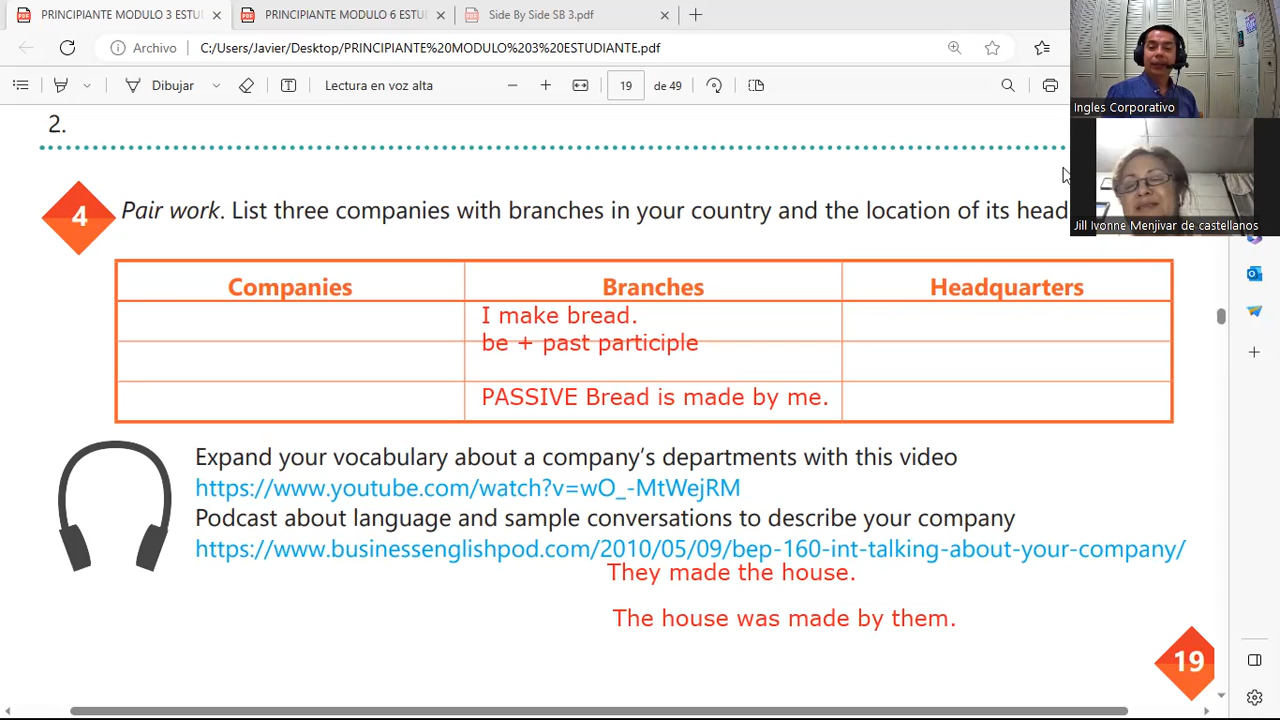 PRINCIPIANTE MODULO 3 ESTU
PRINCIPIANTE MODULO 6 ESTU
Side By Side SB 3.pdf
Archivo
C:/Users/Javier/Desktop/PRINCIPIANTE%20MODULO%203%20ESTUDIANTE.pdf
Dibujar
Lectura en voz alta
19
de 49
Ingles Corporativo
Jill Ivonne Menjivar de castellanos
2.
4
Pair work. List three companies with branches in your country and the location of its head
Companies
Branches
Headquarters
I make bread.
be + past participle
PASSIVE Bread is made by me.
Expand your vocabulary about a company's departments with this video
https://www.youtube.com/watch?v=wO_-MtWejRM
Podcast about language and sample conversations to describe your company
https://www.businessenglishpod.com/2010/05/09/bep-160-int-talking-about-your-company/
They made the house.
The house was made by them.
19